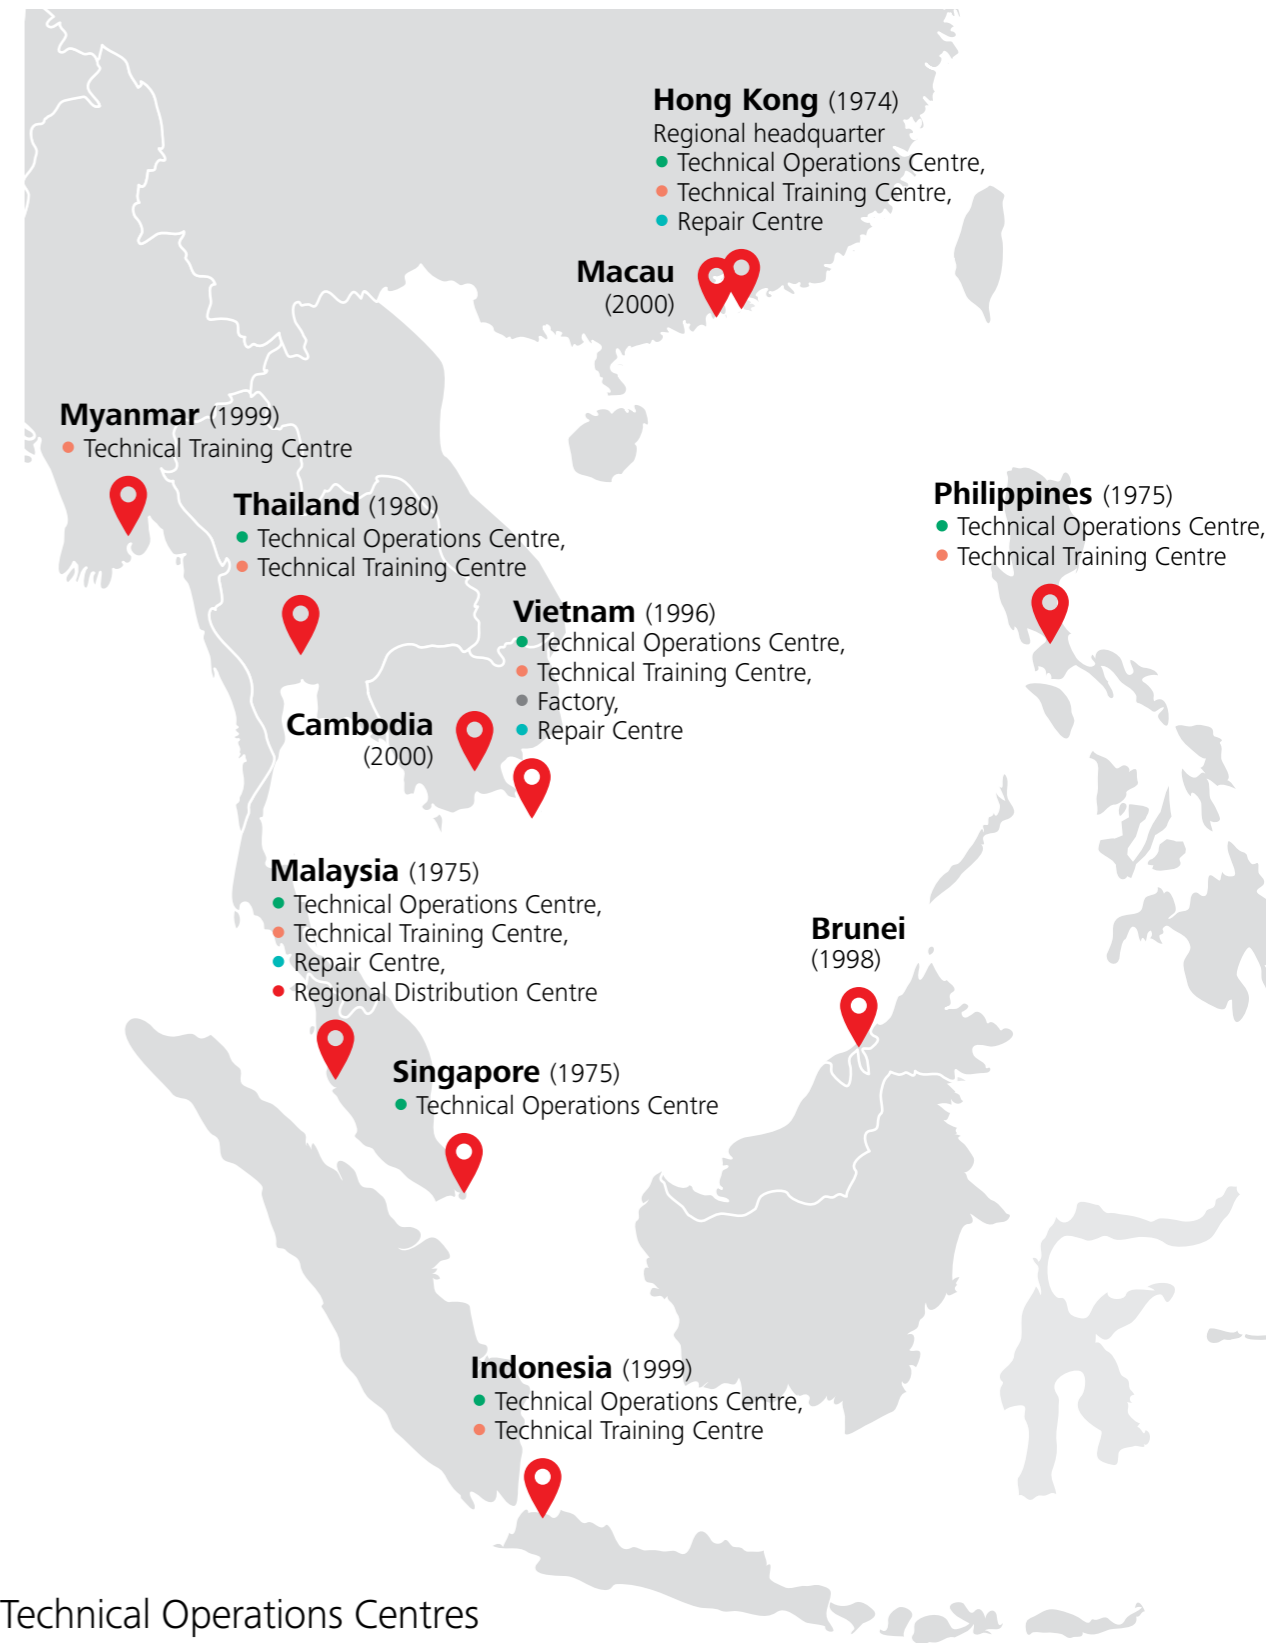 Hong Kong (1974)
Regional headquarter
• Technical Operations Centre,
• Technical Training Centre,
• Repair Centre
Macau
(2000)
Myanmar (1999)
• Technical Training Centre
Thailand (1980)
• Technical Operations Centre,
• Technical Training Centre
Philippines (1975)
• Technical Operations Centre,
• Technical Training Centre
Vietnam (1996)
• Technical Operations Centre,
• Technical Training Centre,
• Factory,
• Repair Centre
Cambodia
(2000)
Malaysia (1975)
• Technical Operations Centre,
• Technical Training Centre,
• Repair Centre,
• Regional Distribution Centre
Brunei
(1998)
Singapore (1975)
• Technical Operations Centre
Indonesia (1999)
• Technical Operations Centre,
• Technical Training Centre
Technical Operations Centres